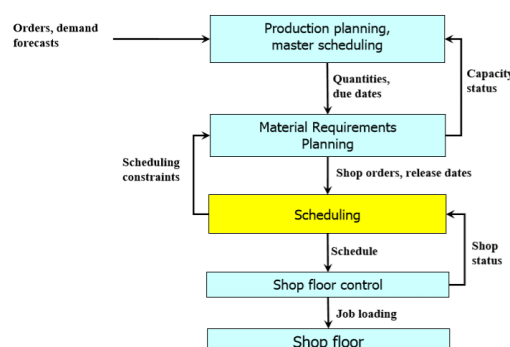 Orders, demand
forecasts
Production planning,
master scheduling
Quantities,
due dates
Capacity
status
Material Requirements
Planning
Scheduling
constraints
Shop orders, release dates
Scheduling
Schedule
Shop
status
Shop floor control
Job loading
Shop floor